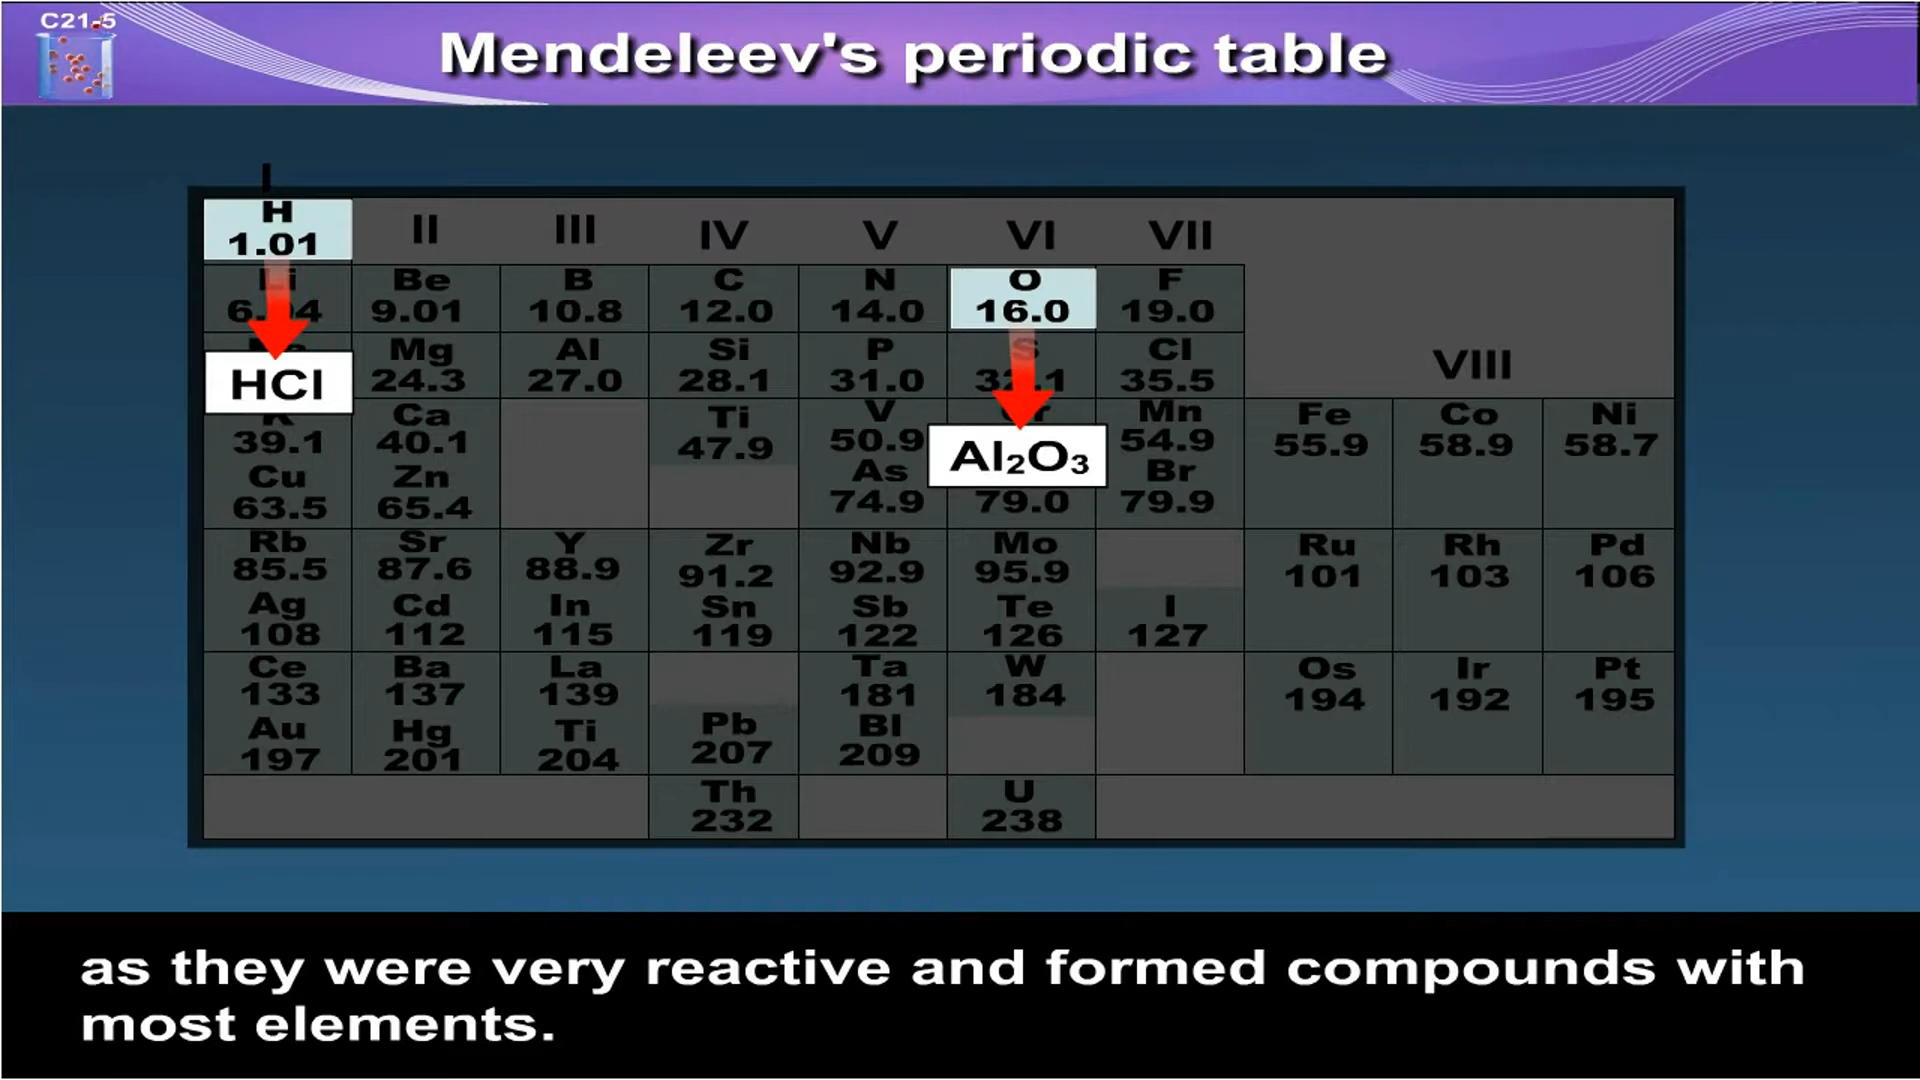 C21.5
Mendeleev's periodic table
I
H II III IV V VI VII
1.01
Li Be B C N O F
6.94 9.01 10.8 12.0 14.0 16.0 19.0
Mg Al Si P S Cl VIII
HCl 24.3 27.0 28.1 31.0 32.1 35.5
K Ca Ti V Cr Mn Fe Co Ni
39.1 40.1 47.9 50.9 54.9 55.9 58.9 58.7
Al₂O₃
Cu Zn As Br
63.5 65.4 74.9 79.0 79.9
Rb Sr Y Zr Nb Mo Ru Rh Pd
85.5 87.6 88.9 91.2 92.9 95.9 101 103 106
Ag Cd In Sn Sb Te I
108 112 115 119 122 126 127
Ce Ba La Ta W Os Ir Pt
133 137 139 181 184 194 192 195
Au Hg Ti Pb BI
197 201 204 207 209
Th U
232 238
as they were very reactive and formed compounds with
most elements.